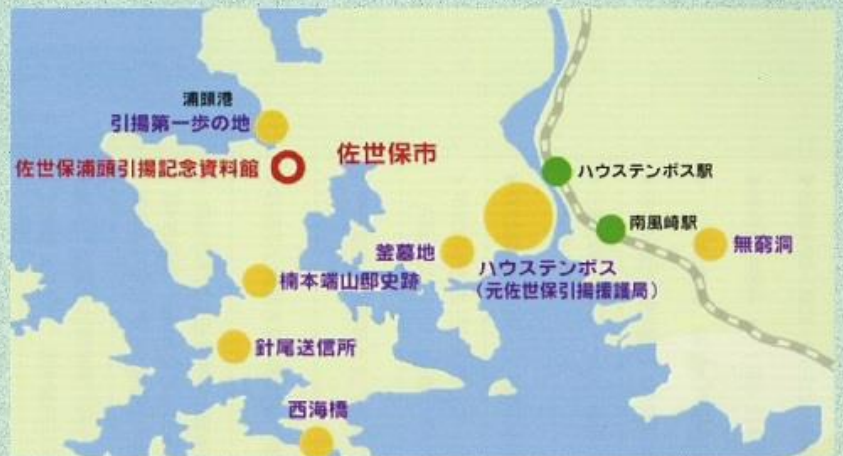 浦頭港
引揚第一歩の地
佐世保浦頭引揚記念資料館
佐世保市
ハウステンボス駅
南風崎駅
無窮洞
釜墓地
ハウステンボス
(元佐世保引揚援護局)
楠本端山邸史跡
針尾送信所
西海橋